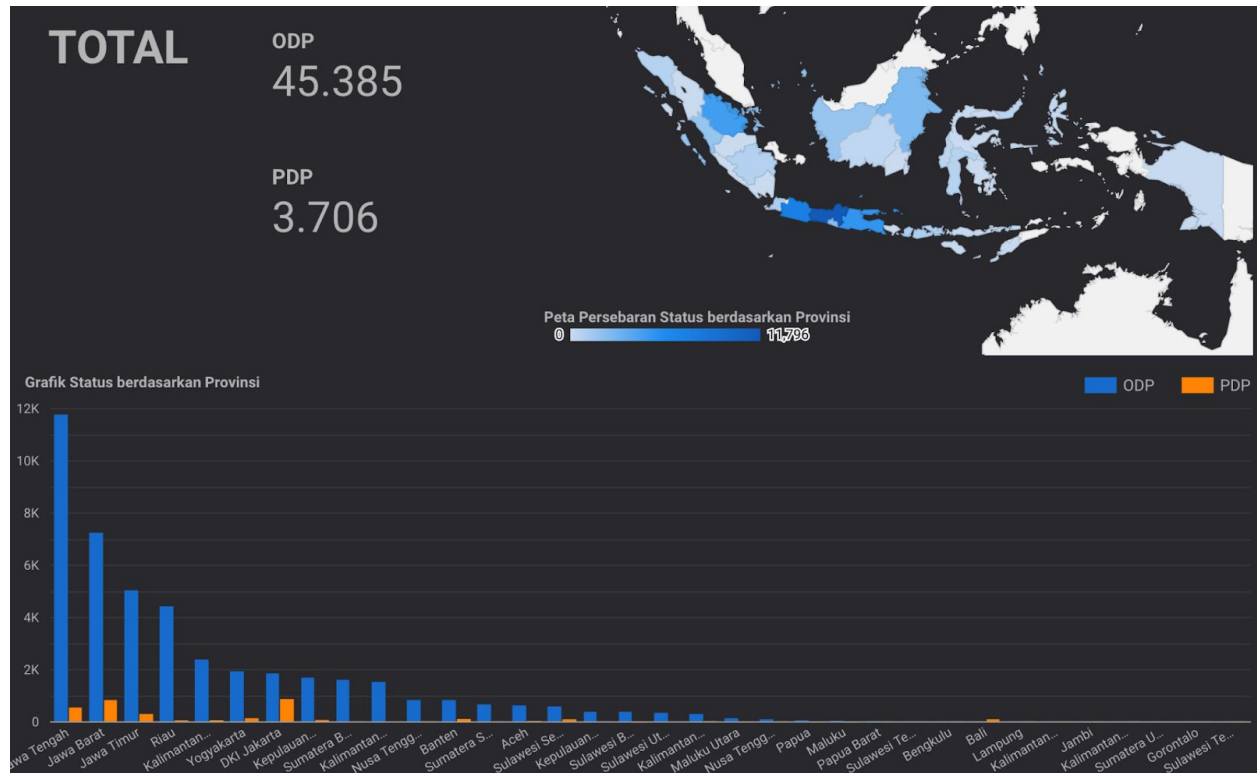 TOTAL
ODP
45.385
PDP
3.706
Peta Persebaran Status berdasarkan Provinsi
0
11,796
Grafik Status berdasarkan Provinsi
ODP
PDP
12K
10K
8K
6K
4K
2K
0
awa Tengah
Jawa Barat
Jawa Timur
Riau
Kalimantan…
Yogyakarta
DKI Jakarta
Kepulauan…
Sumatera B…
Kalimantan…
Nusa Tengg…
Banten
Sumatera S…
Aceh
Sulawesi Se…
Kepulauan…
Sulawesi B…
Sulawesi Ut…
Kalimantan…
Maluku Utara
Nusa Tengg…
Papua
Maluku
Papua Barat
Sulawesi Te…
Bengkulu
Bali
Lampung
Kalimantan…
Jambi
Kalimantan…
Sumatera U…
Gorontalo
Sulawesi Te…